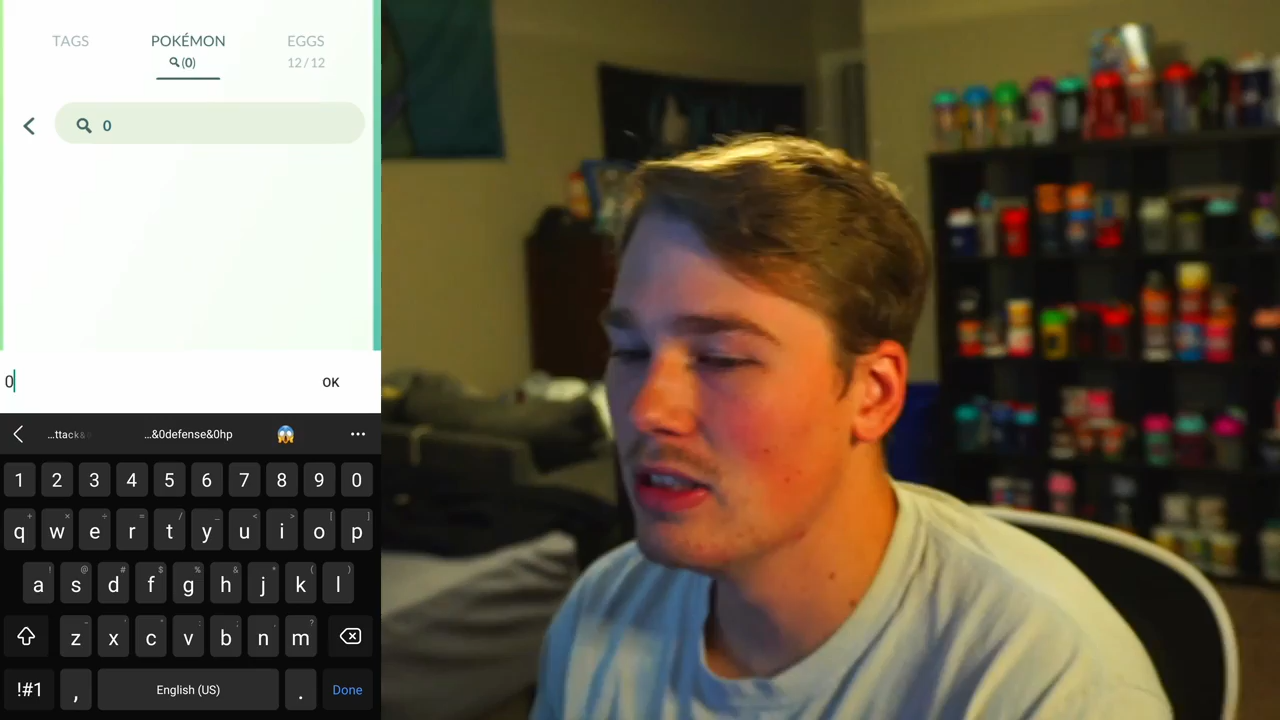 TAGS
POKÉMON
EGGS
(0)
12/12
0
0
OK
...ttack&
...&0defense&0hp
1 2 3 4 5 6 7 8 9 0
+ × ÷ = / _ < > [ ]
q w e r t y u i o p
! @ # $ % & * ( )
a s d f g h j k l
- ' " : ; , ?
z x c v b n m
!#1 , English (US) . Done